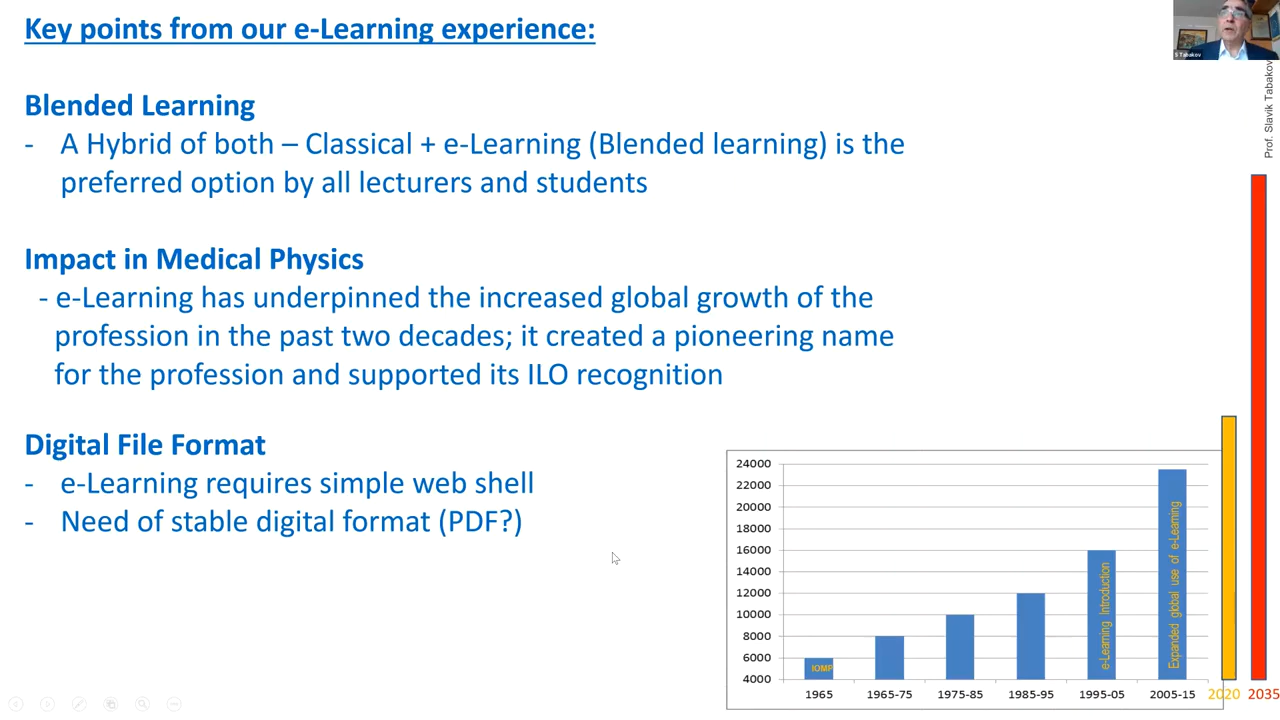 Key points from our e-Learning experience:
Blended Learning
- A Hybrid of both – Classical + e-Learning (Blended learning) is the
preferred option by all lecturers and students
Impact in Medical Physics
- e-Learning has underpinned the increased global growth of the
profession in the past two decades; it created a pioneering name
for the profession and supported its ILO recognition
Digital File Format
- e-Learning requires simple web shell
- Need of stable digital format (PDF?)
S Tabakov
Prof. Slavik Tabakov
24000
22000
20000
18000
16000
14000
12000
10000
8000
6000
4000
IOMP
e-Learning Introduction
Expanded global use of e-Learning
1965 1965-75 1975-85 1985-95 1995-05 2005-15 2020 2035